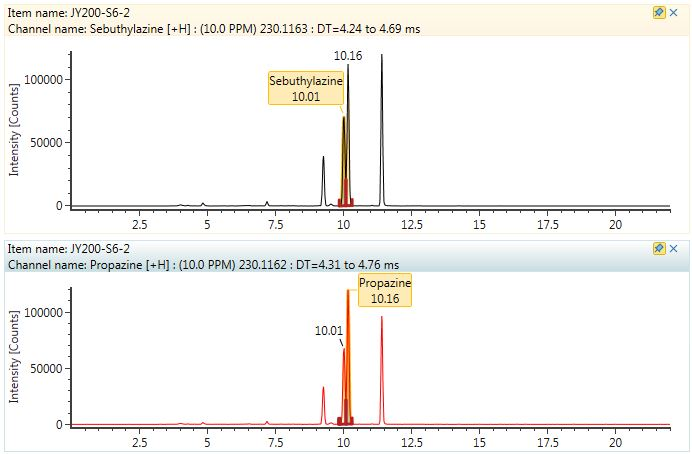 Item name: JY200-S6-2
Channel name: Sebuthylazine [+H] : (10.0 PPM) 230.1163 : DT=4.24 to 4.69 ms
10.16
Sebuthylazine
10.01
Intensity [Counts]
100000
50000
0
2.5 5 7.5 10 12.5 15 17.5 20
Item name: JY200-S6-2
Channel name: Propazine [+H] : (10.0 PPM) 230.1162 : DT=4.31 to 4.76 ms
Propazine
10.16
10.01
Intensity [Counts]
100000
50000
0
2.5 5 7.5 10 12.5 15 17.5 20